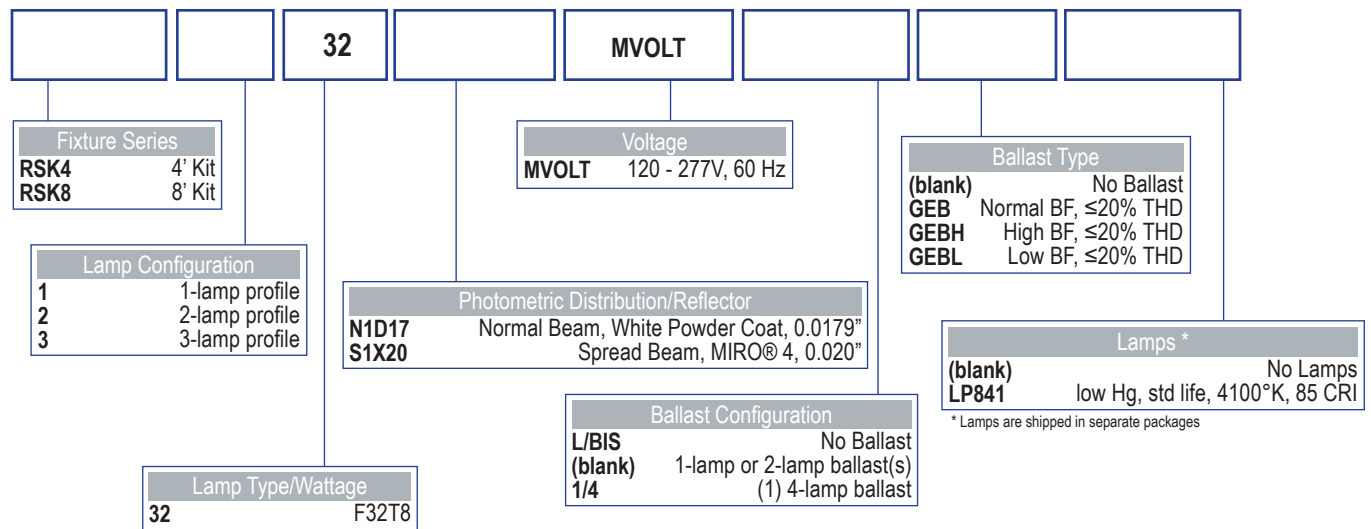 32
MVOLT
Fixture Series
RSK4 4' Kit
RSK8 8' Kit
Voltage
MVOLT 120 - 277V, 60 Hz
Ballast Type
(blank) No Ballast
GEB Normal BF, ≤20% THD
GEBH High BF, ≤20% THD
GEBL Low BF, ≤20% THD
Lamp Configuration
1 1-lamp profile
2 2-lamp profile
3 3-lamp profile
Photometric Distribution/Reflector
N1D17 Normal Beam, White Powder Coat, 0.0179"
S1X20 Spread Beam, MIRO® 4, 0.020"
Lamps *
(blank) No Lamps
LP841 low Hg, std life, 4100°K, 85 CRI
* Lamps are shipped in separate packages
Ballast Configuration
L/BIS No Ballast
(blank) 1-lamp or 2-lamp ballast(s)
1/4 (1) 4-lamp ballast
Lamp Type/Wattage
32 F32T8